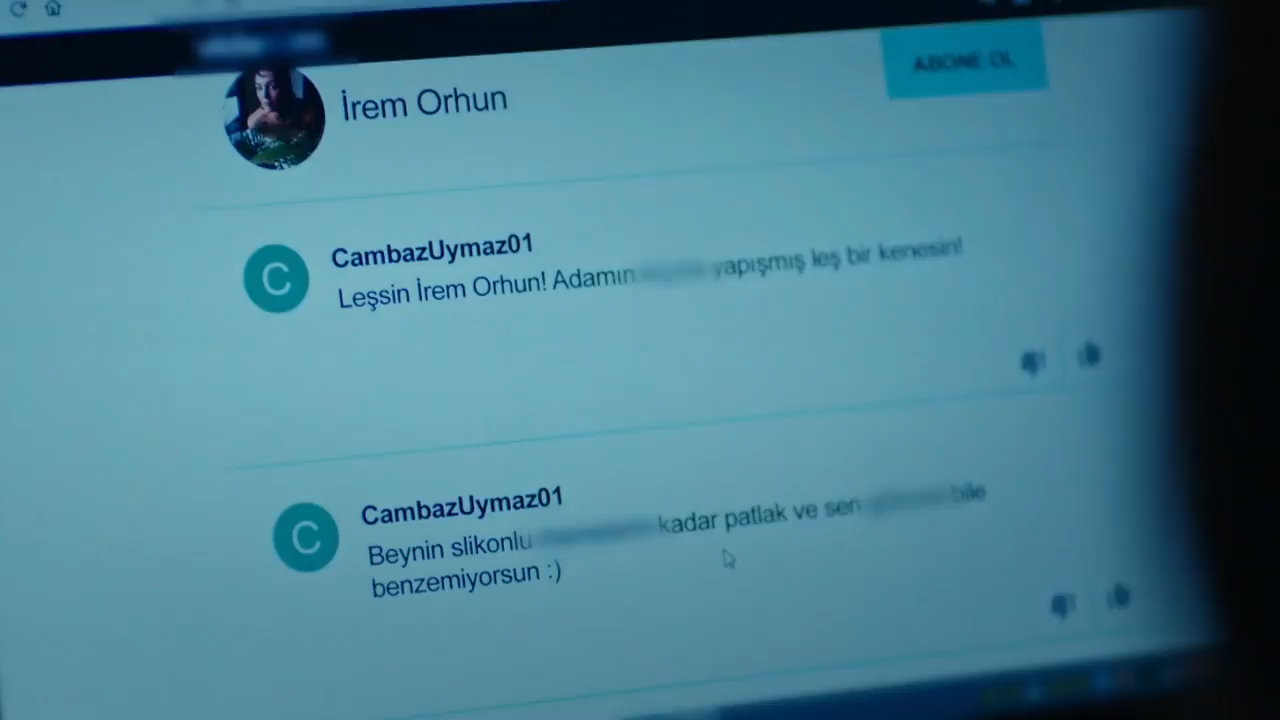 İrem Orhun
ABONE OL
CambazUymaz01
Leşsin İrem Orhun! Adamın yapışmış leş bir kenesin!
CambazUymaz01
Beynin slikonlu kadar patlak ve sen bile
benzemiyorsun :)